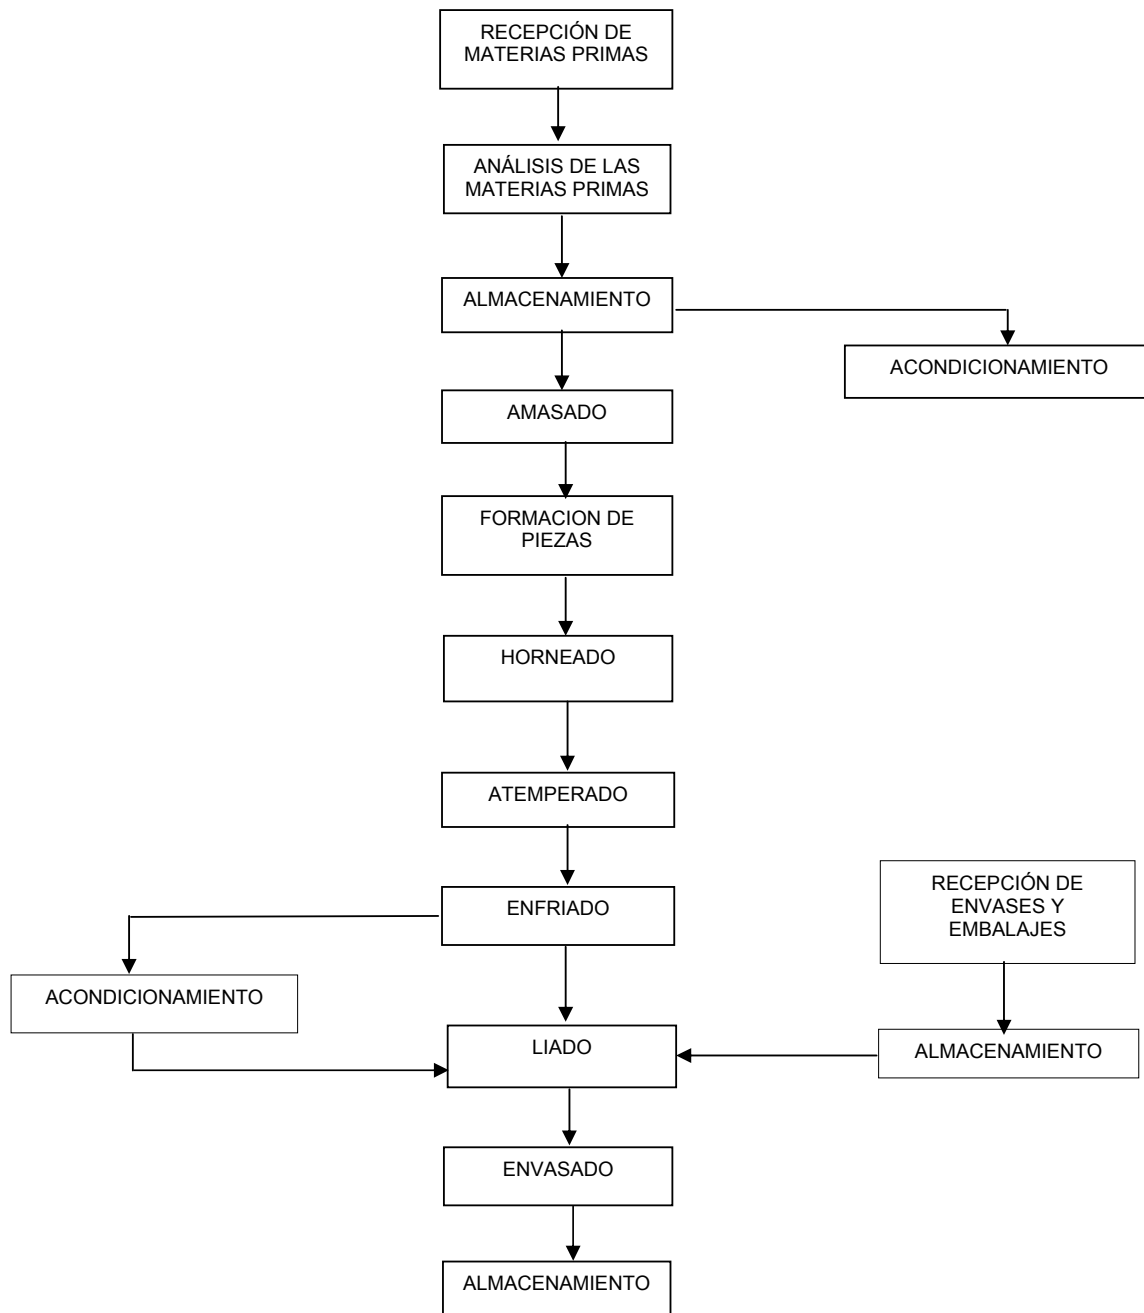 RECEPCIÓN DE
MATERIAS PRIMAS
ANÁLISIS DE LAS
MATERIAS PRIMAS
ALMACENAMIENTO
ACONDICIONAMIENTO
AMASADO
FORMACION DE
PIEZAS
HORNEADO
ATEMPERADO
ENFRIADO
RECEPCIÓN DE
ENVASES Y
EMBALAJES
ACONDICIONAMIENTO
LIADO
ALMACENAMIENTO
ENVASADO
ALMACENAMIENTO